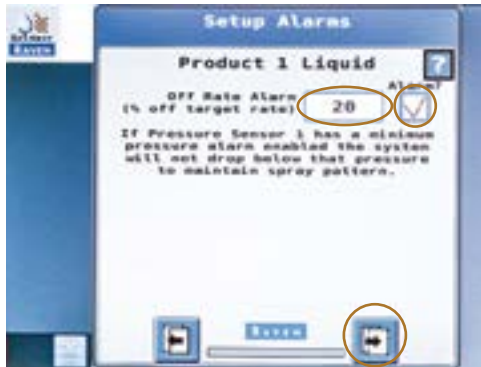 Setup Alarms
RAVEN
Product 1 Liquid
?
Alarm?
Off Rate Alarm
(% off target rate)
20
If Pressure Sensor 1 has a minimum
pressure alarm enabled the system
will not drop below that pressure
to maintain spray pattern.
RAVEN